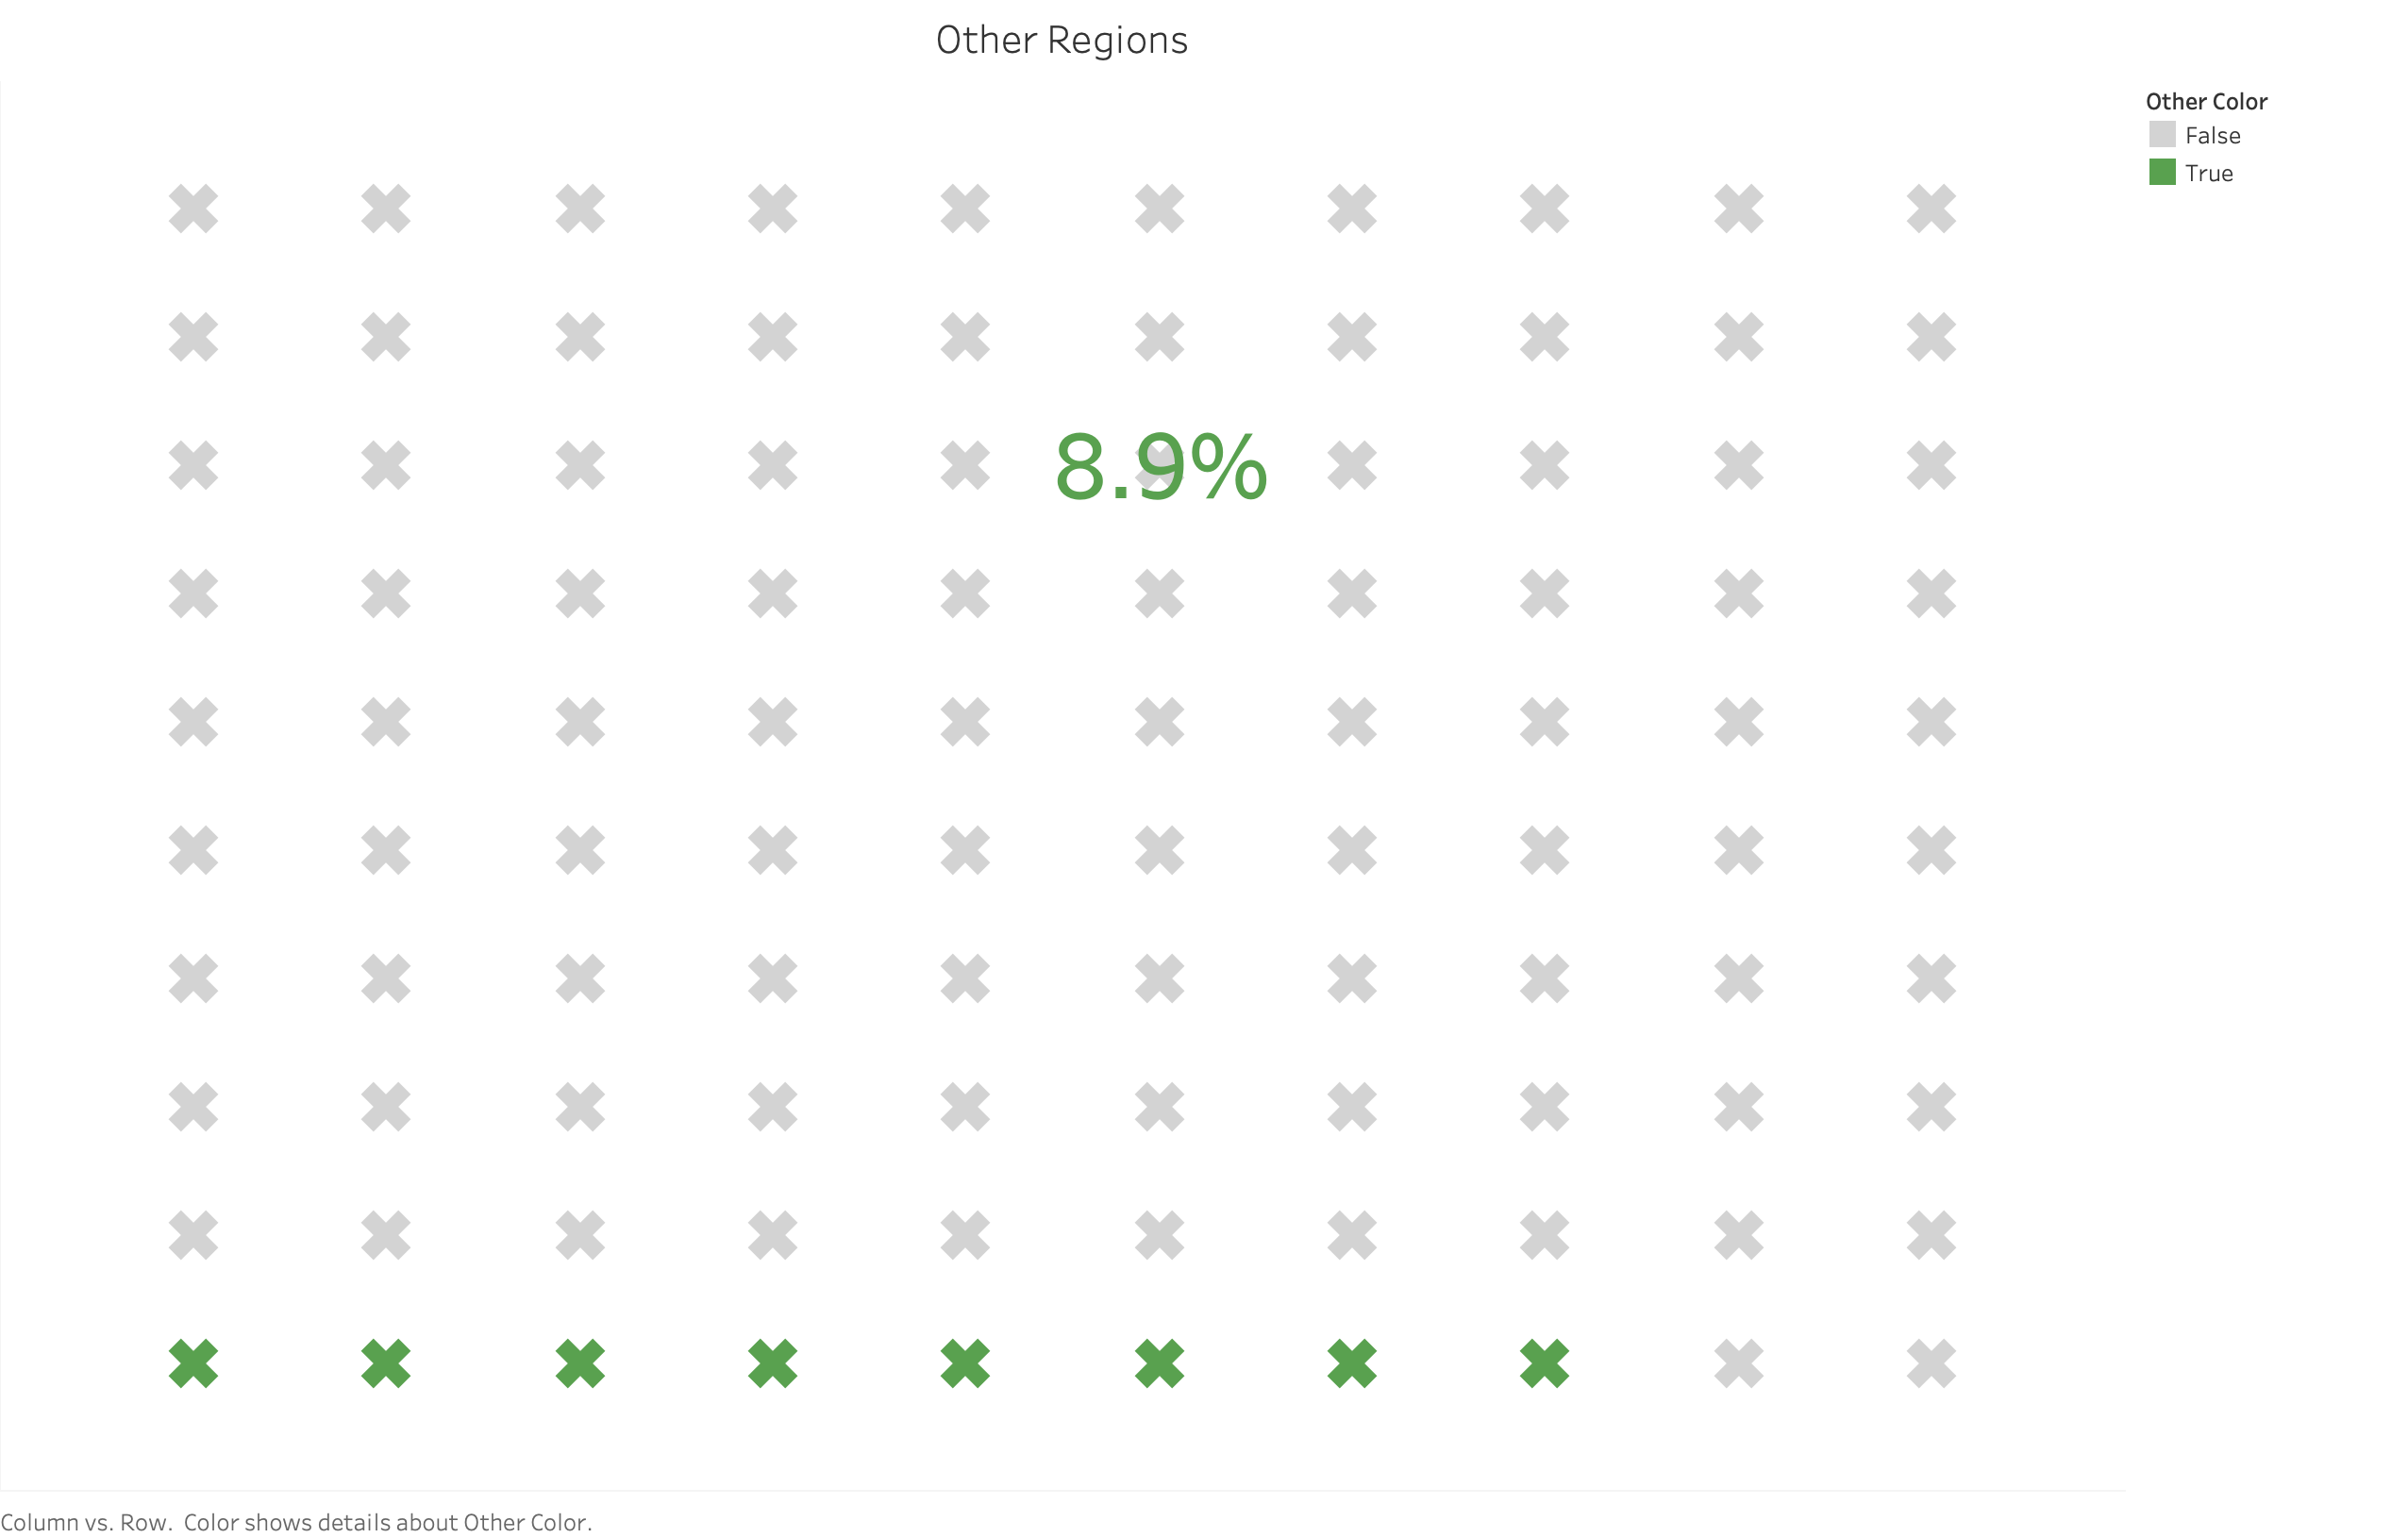 Other Regions
Other Color
False
True
8.9%
Column vs. Row.  Color shows details about Other Color.